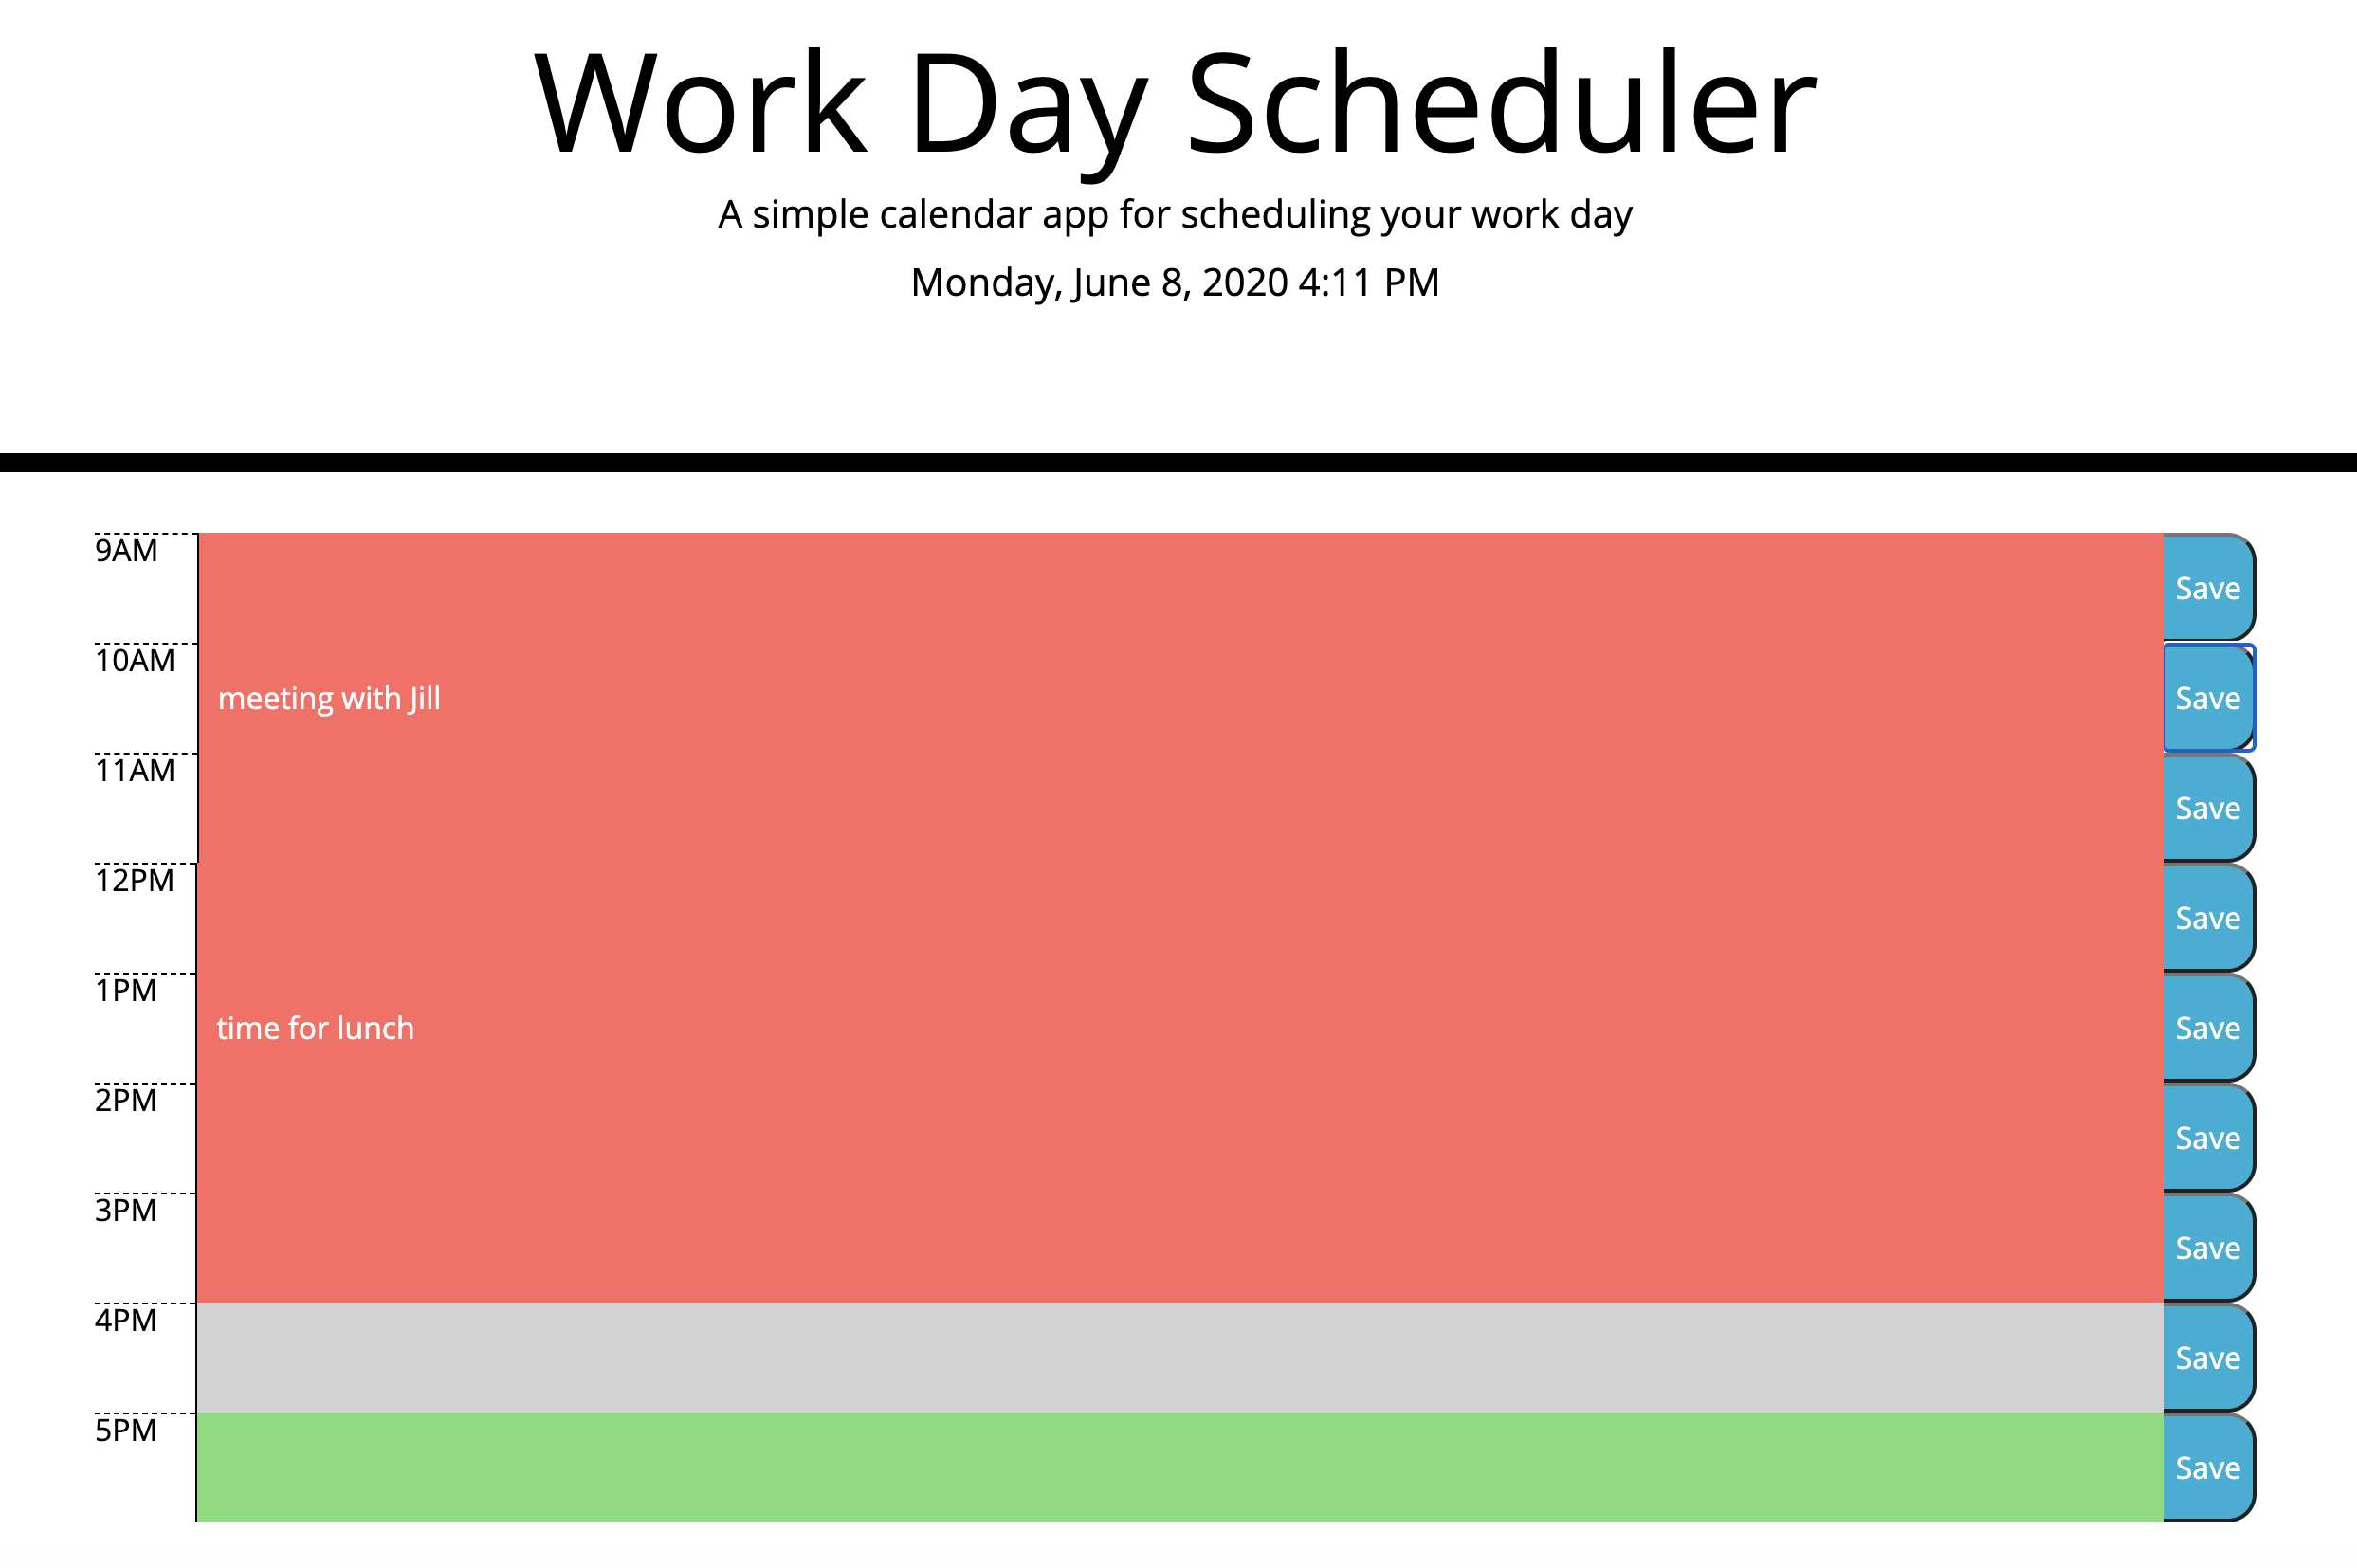 Work Day Scheduler
A simple calendar app for scheduling your work day
Monday, June 8, 2020 4:11 PM
9AM
Save
10AM
meeting with Jill
Save
11AM
Save
12PM
Save
1PM
time for lunch
Save
2PM
Save
3PM
Save
4PM
Save
5PM
Save